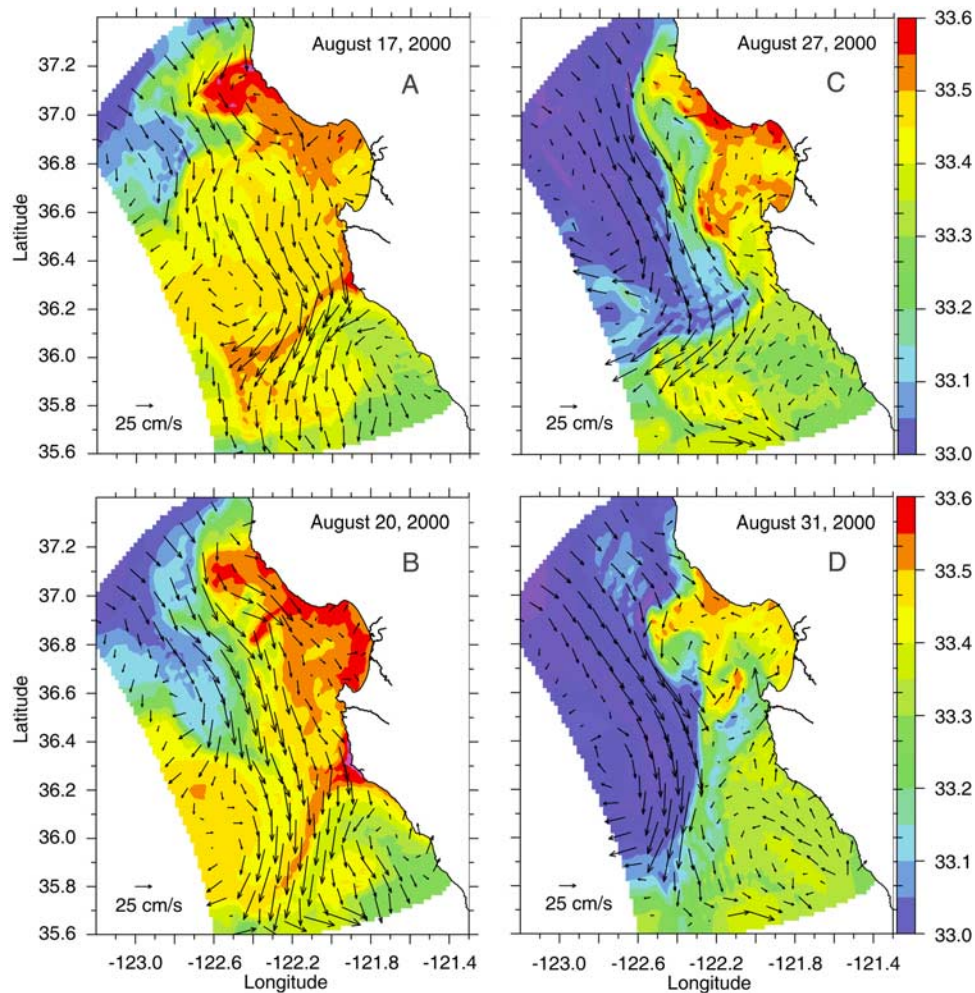 August 17, 2000
A
37.2
37.0
36.8
36.6
36.4
36.2
36.0
35.8
35.6
Latitude
25 cm/s
August 27, 2000
C
25 cm/s
33.6
33.5
33.4
33.3
33.2
33.1
33.0
August 20, 2000
B
37.2
37.0
36.8
36.6
36.4
36.2
36.0
35.8
35.6
Latitude
25 cm/s
-123.0
-122.6
-122.2
-121.8
-121.4
Longitude
August 31, 2000
D
25 cm/s
-123.0
-122.6
-122.2
-121.8
-121.4
Longitude
33.6
33.5
33.4
33.3
33.2
33.1
33.0